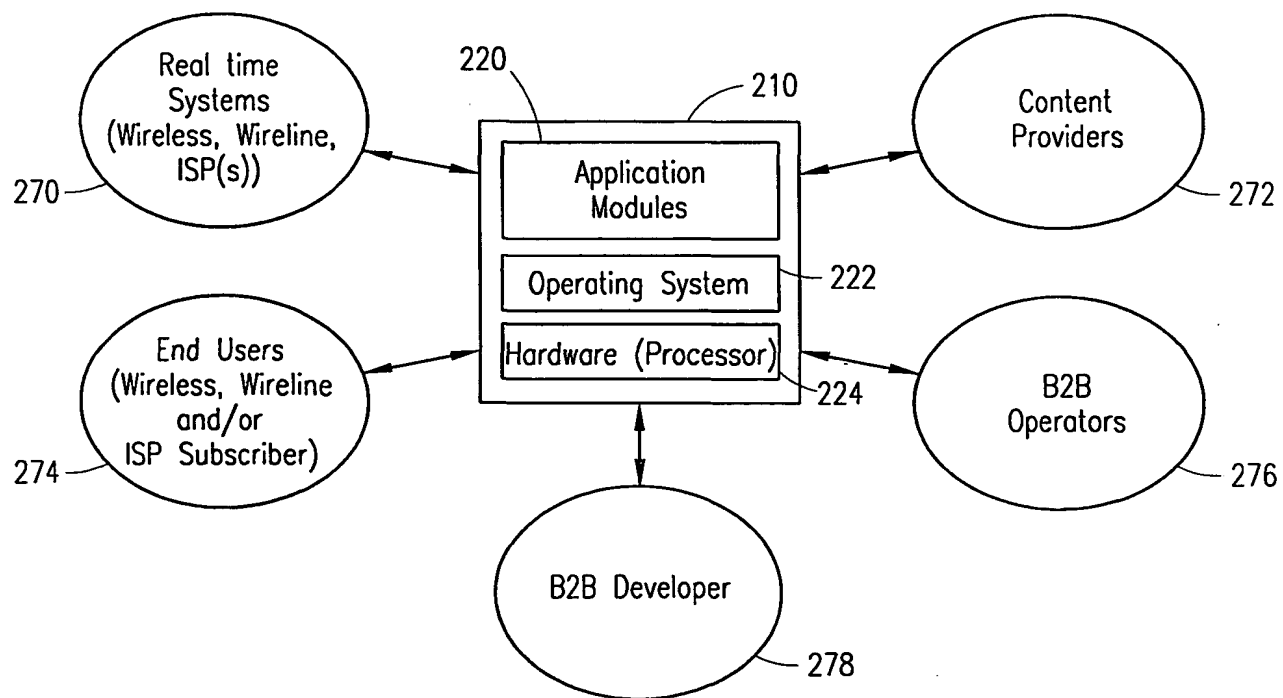 Real time
Systems
(Wireless, Wireline,
ISP(s))
270
220
210
Application
Modules
Operating System
222
Hardware (Processor)
224
Content
Providers
272
End Users
(Wireless, Wireline
and/or
ISP Subscriber)
274
B2B
Operators
276
B2B Developer
278